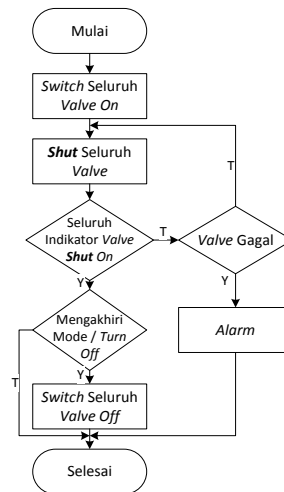 Mulai
Switch Seluruh
Valve On
Shut Seluruh
Valve
T
Seluruh
Indikator Valve
Shut On
T
Valve Gagal
Y
Y
Mengakhiri
Mode / Turn
Off
Alarm
T
Y
Switch Seluruh
Valve Off
Selesai